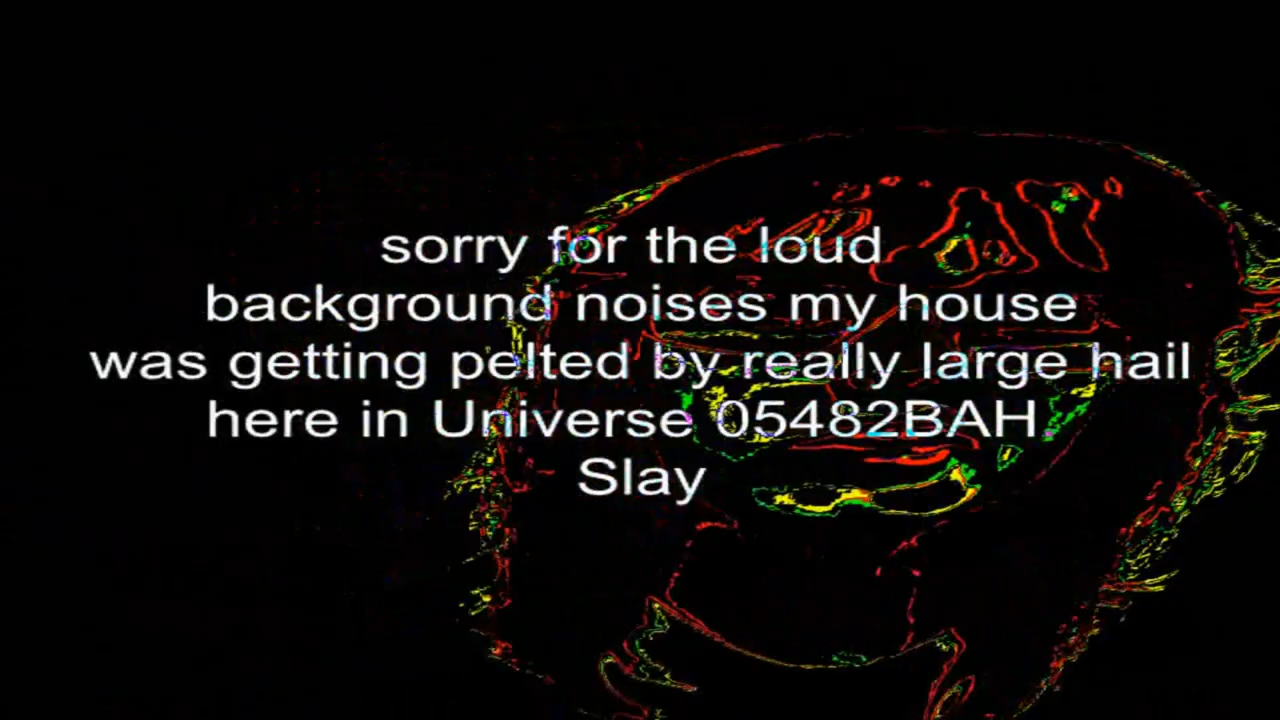 sorry for the loud
background noises my house
was getting pelted by really large hail
here in Universe 05482BAH.
Slay